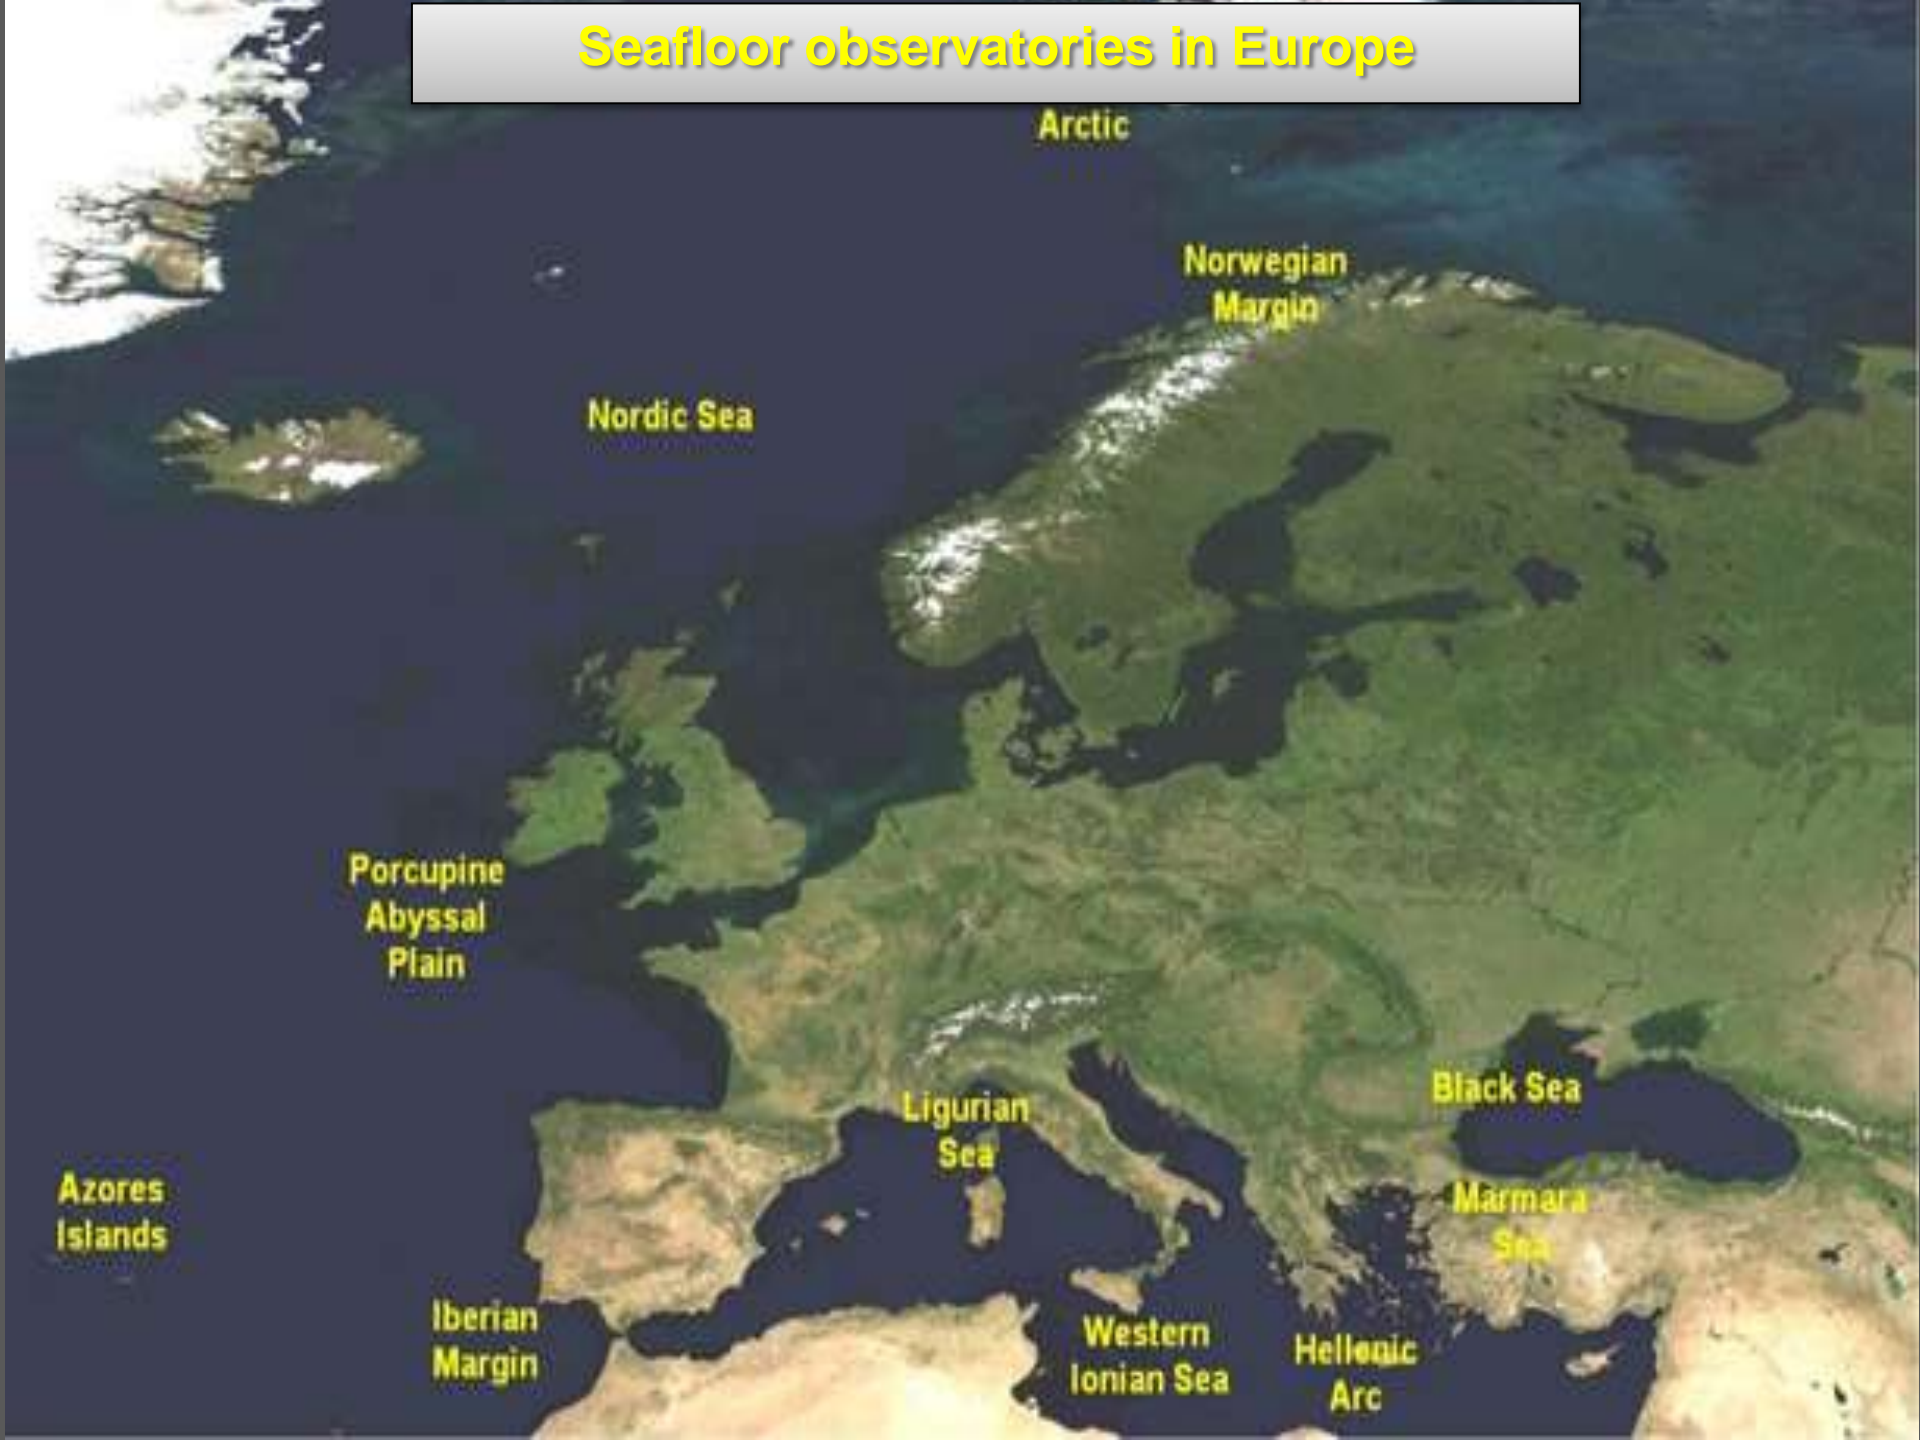 Seafloor observatories in Europe
Arctic
Norwegian
Margin
Nordic Sea
Porcupine
Abyssal
Plain
Black Sea
Ligurian
Sea
Azores
Islands
Marmara
Sea
Iberian
Margin
Western
Ionian Sea
Hellenic
Arc